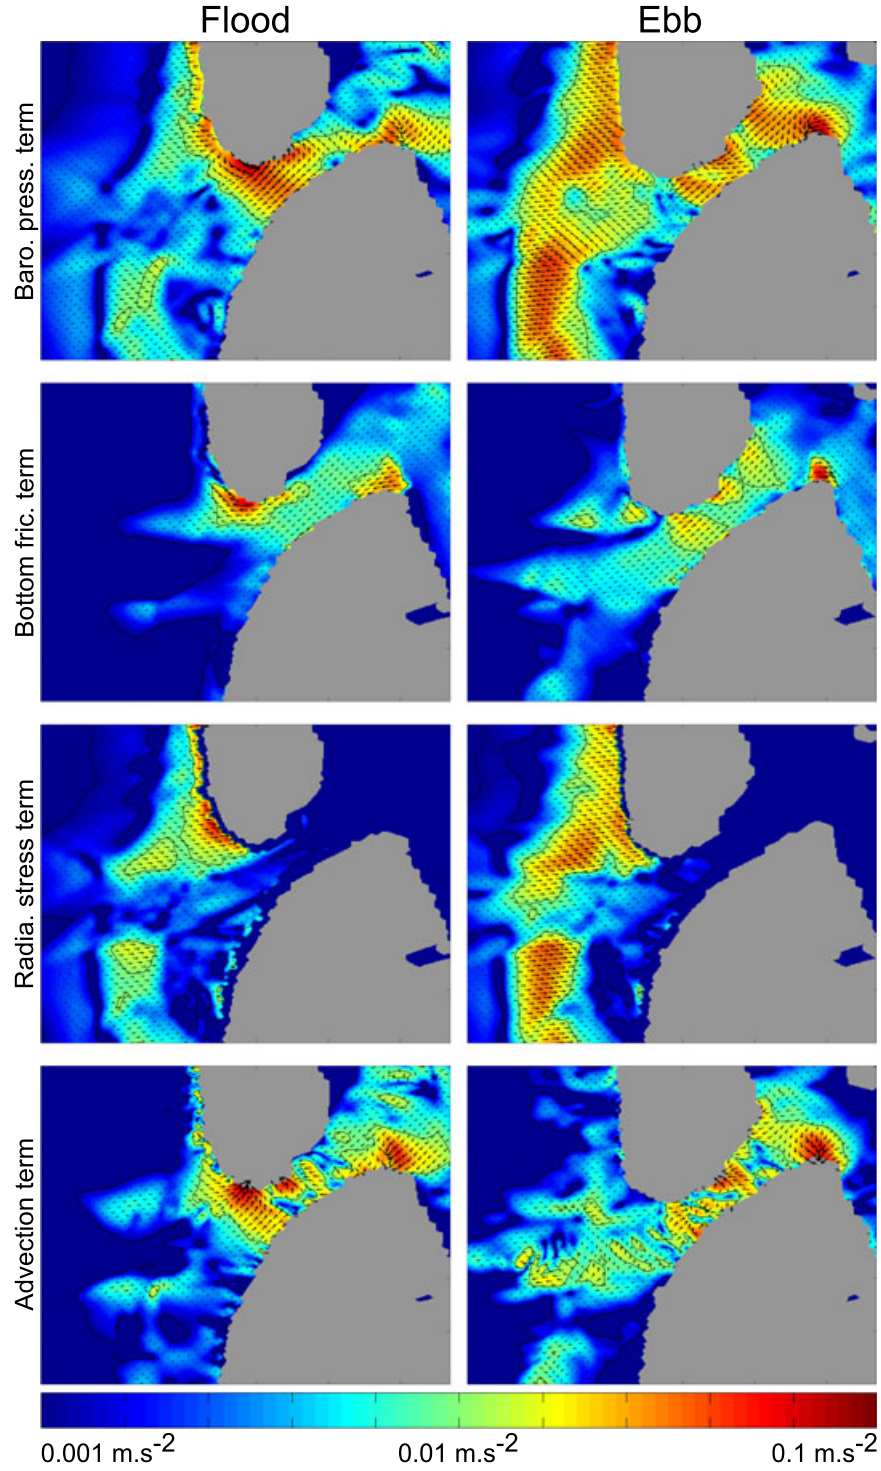 Flood Ebb
Baro. press. term
Bottom fric. term
Radia. stress term
Advection term
0.001 m.s-2 0.01 m.s-2 0.1 m.s-2